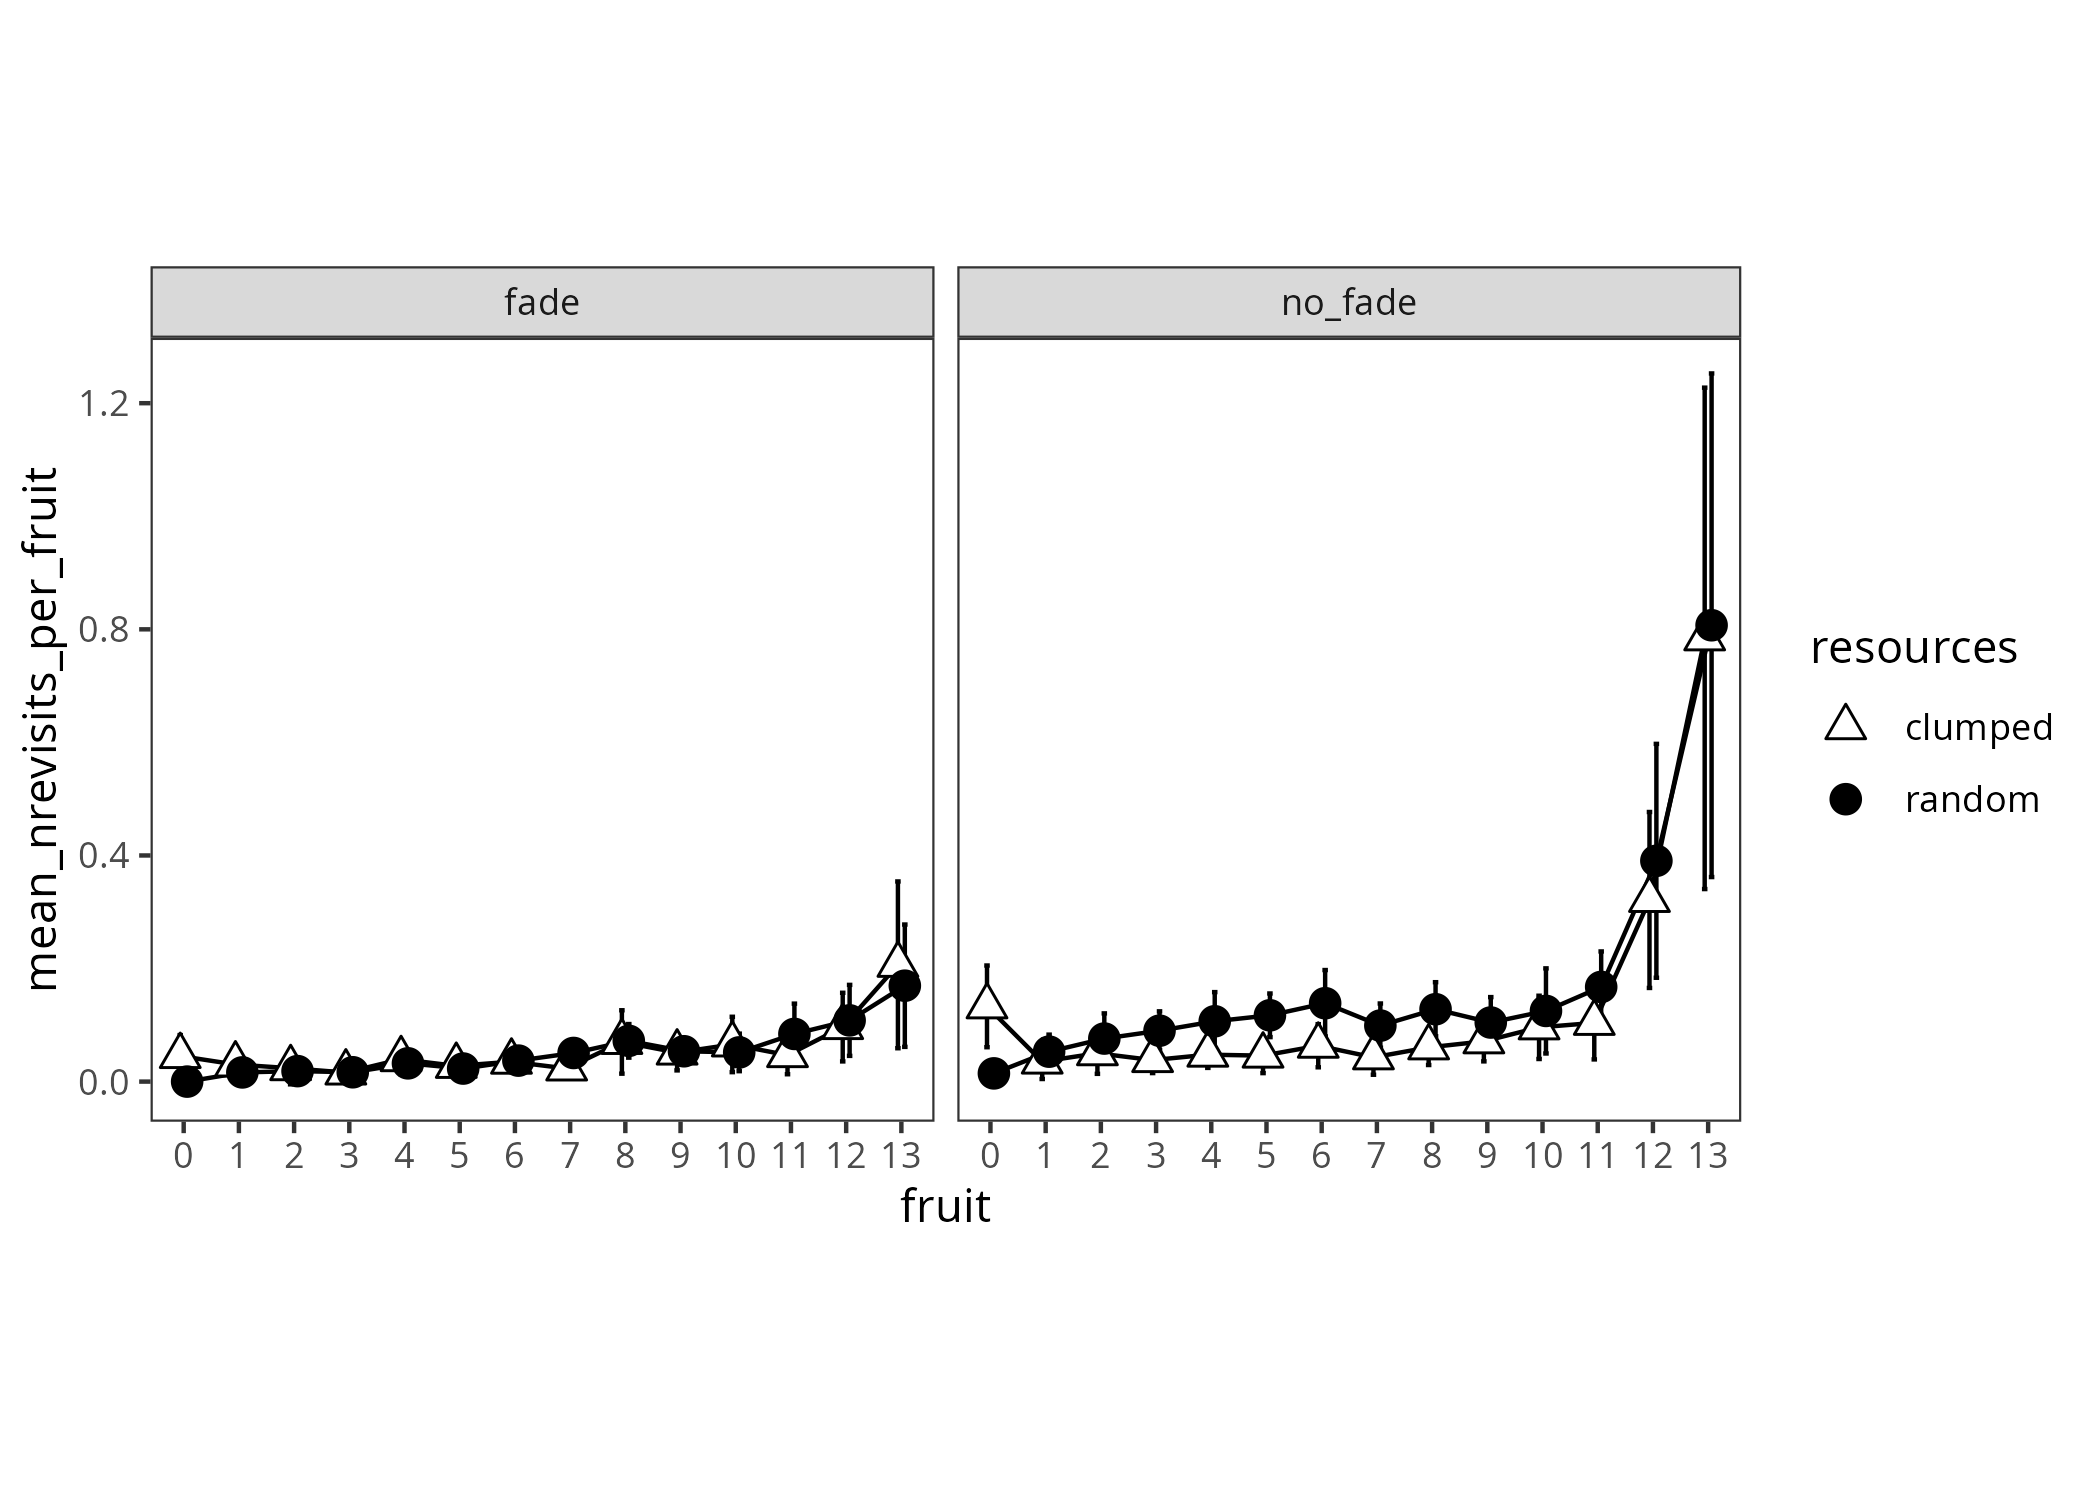 fade
no_fade
mean_nrevisits_per_fruit
1.2
0.8
0.4
0.0
0 1 2 3 4 5 6 7 8 9 10 11 12 13
0 1 2 3 4 5 6 7 8 9 10 11 12 13
fruit
resources
clumped
random